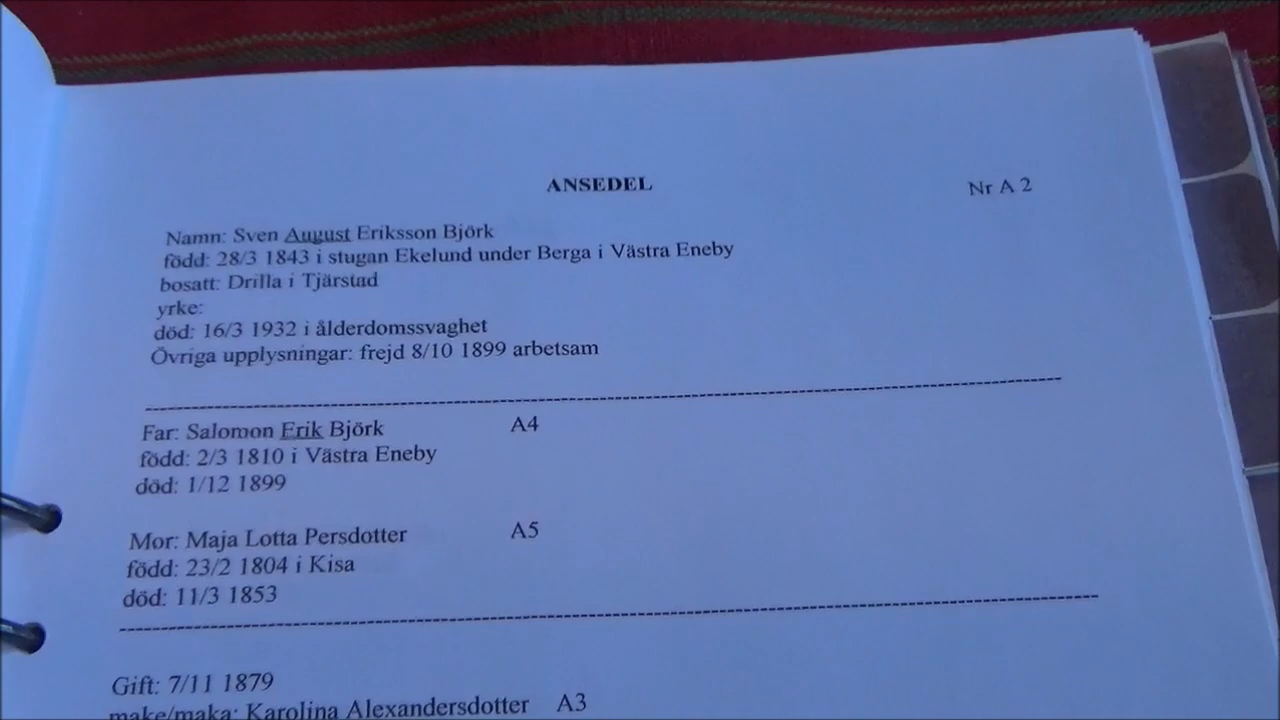 ANSEDEL
Nr A 2
Namn: Sven August Eriksson Björk
född: 28/3 1843 i stugan Ekelund under Berga i Västra Eneby
bosatt: Drilla i Tjärstad
yrke:
död: 16/3 1932 i ålderdomssvaghet
Övriga upplysningar: frejd 8/10 1899 arbetsam
Far: Salomon Erik Björk A4
född: 2/3 1810 i Västra Eneby
död: 1/12 1899
Mor: Maja Lotta Persdotter A5
född: 23/2 1804 i Kisa
död: 11/3 1853
Gift: 7/11 1879
make/maka: Karolina Alexandersdotter A3